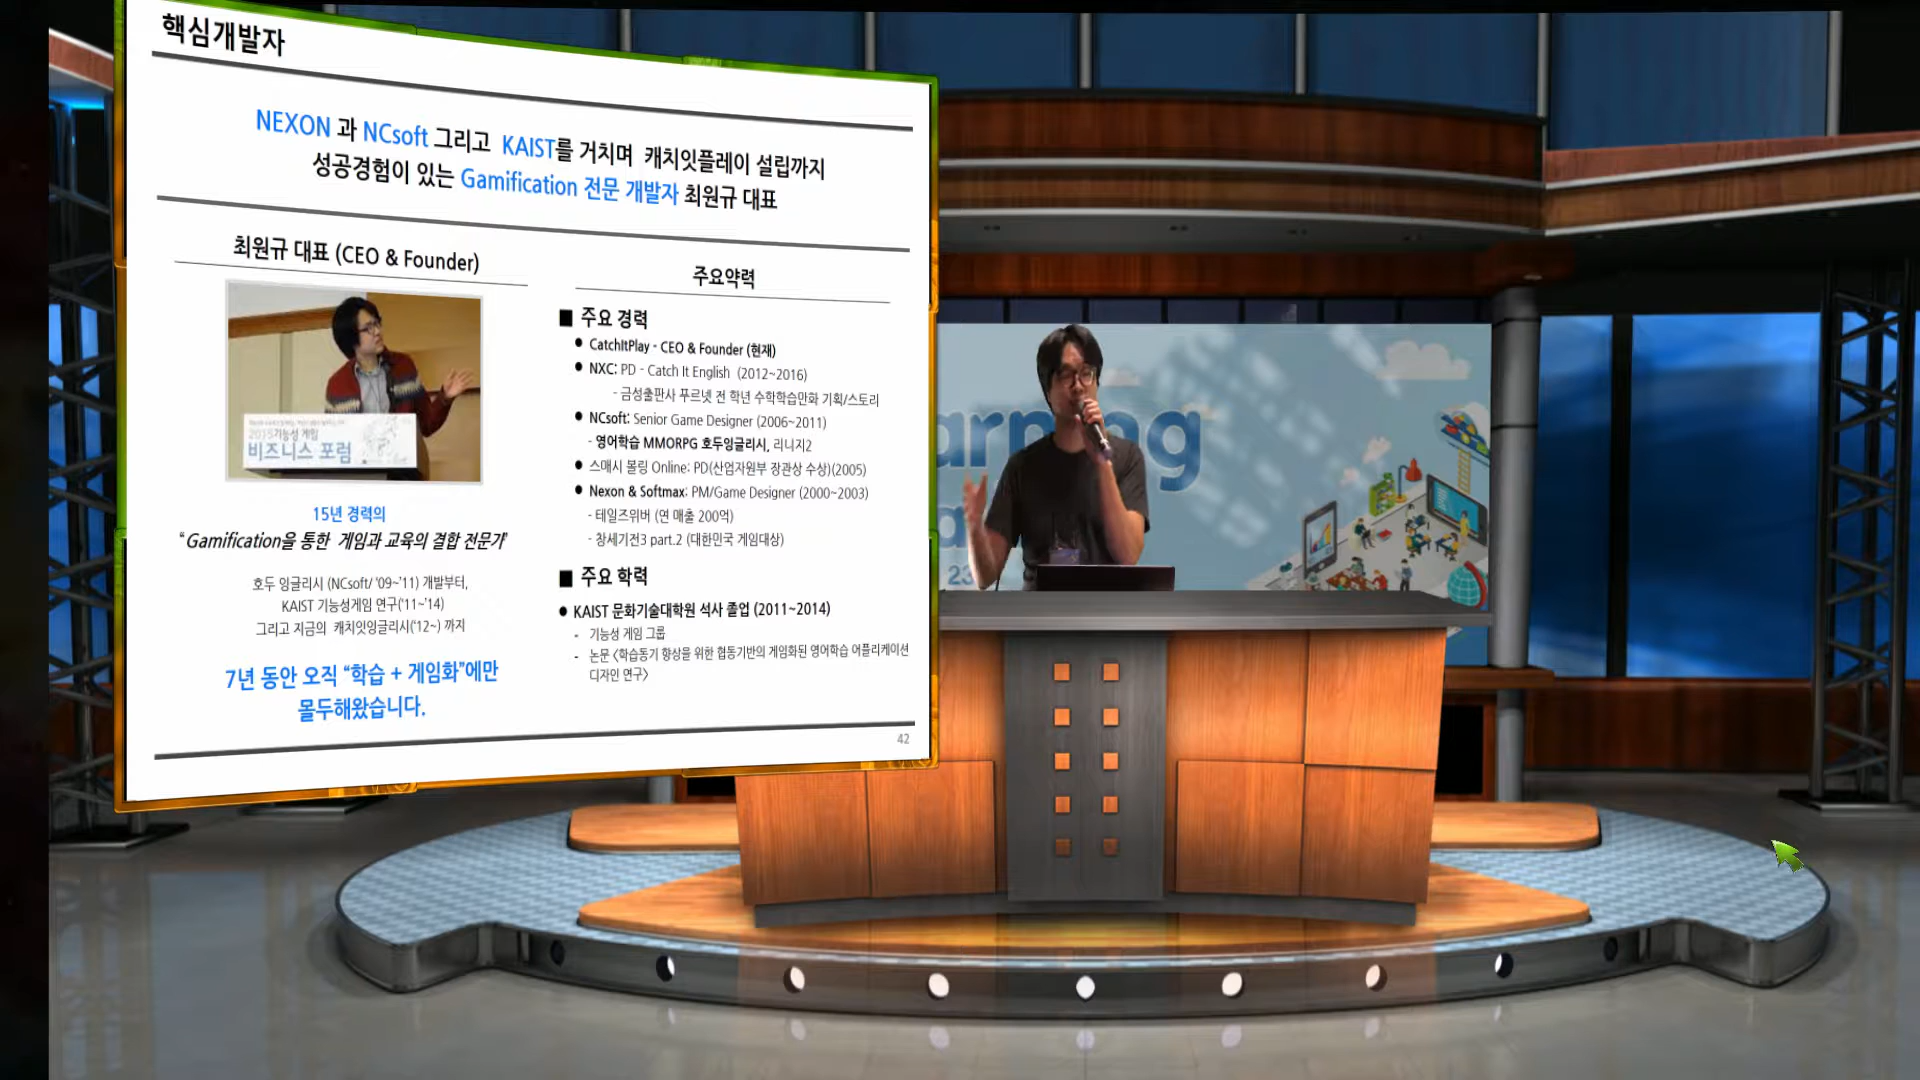 핵심개발자
NEXON 과 NCsoft 그리고 KAIST를 거치며 캐치잇플레이 설립까지
성공경험이 있는 Gamification 전문 개발자 최원규 대표
최원규 대표 (CEO & Founder)
2015기능성 게임
비즈니스 포럼
15년 경력의
“Gamification을 통한 게임과 교육의 결합 전문가”
호두 잉글리시 (NCsoft/ ‘09~’11) 개발부터,
KAIST 기능성게임 연구(‘11~’14)
그리고 지금의 캐치잇잉글리시(‘12~) 까지
7년 동안 오직 “학습 + 게임화”에만
몰두해왔습니다.
주요약력
■ 주요 경력
● CatchItPlay - CEO & Founder (현재)
● NXC: PD - Catch It English (2012~2016)
- 금성출판사 푸르넷 전 학년 수학학습만화 기획/스토리
● NCsoft: Senior Game Designer (2006~2011)
- 영어학습 MMORPG 호두잉글리시, 리니지2
● 스매시 볼링 Online: PD(산업자원부 장관상 수상)(2005)
● Nexon & Softmax: PM/Game Designer (2000~2003)
- 테일즈위버 (연 매출 200억)
- 창세기전3 part.2 (대한민국 게임대상)
■ 주요 학력
● KAIST 문화기술대학원 석사 졸업 (2011~2014)
- 기능성 게임 그룹
- 논문 <학습동기 향상을 위한 협동기반의 게임화된 영어학습 어플리케이션
디자인 연구>
42
arning
a
23